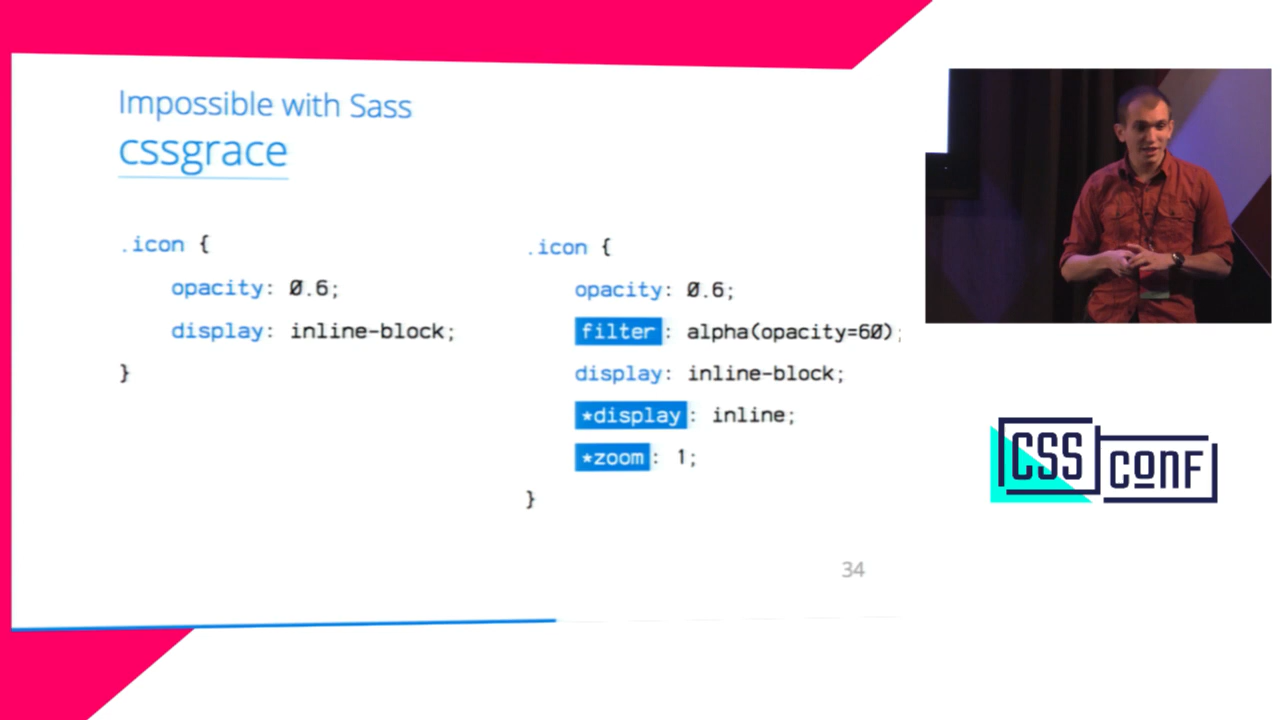 Impossible with Sass
cssgrace
.icon {
opacity: 0.6;
display: inline-block;
}
.icon {
opacity: 0.6;
filter: alpha(opacity=60);
display: inline-block;
*display: inline;
*zoom: 1;
}
34
CSS
CONF